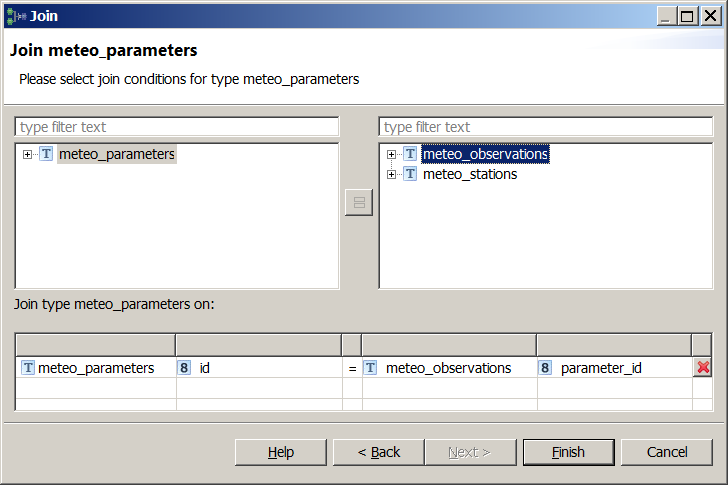 Join
Join meteo_parameters
Please select join conditions for type meteo_parameters
type filter text type filter text
T meteo_parameters T meteo_observations
T meteo_stations
Join type meteo_parameters on:
T meteo_parameters 8 id = T meteo_observations 8 parameter_id
Help < Back Next > Finish Cancel